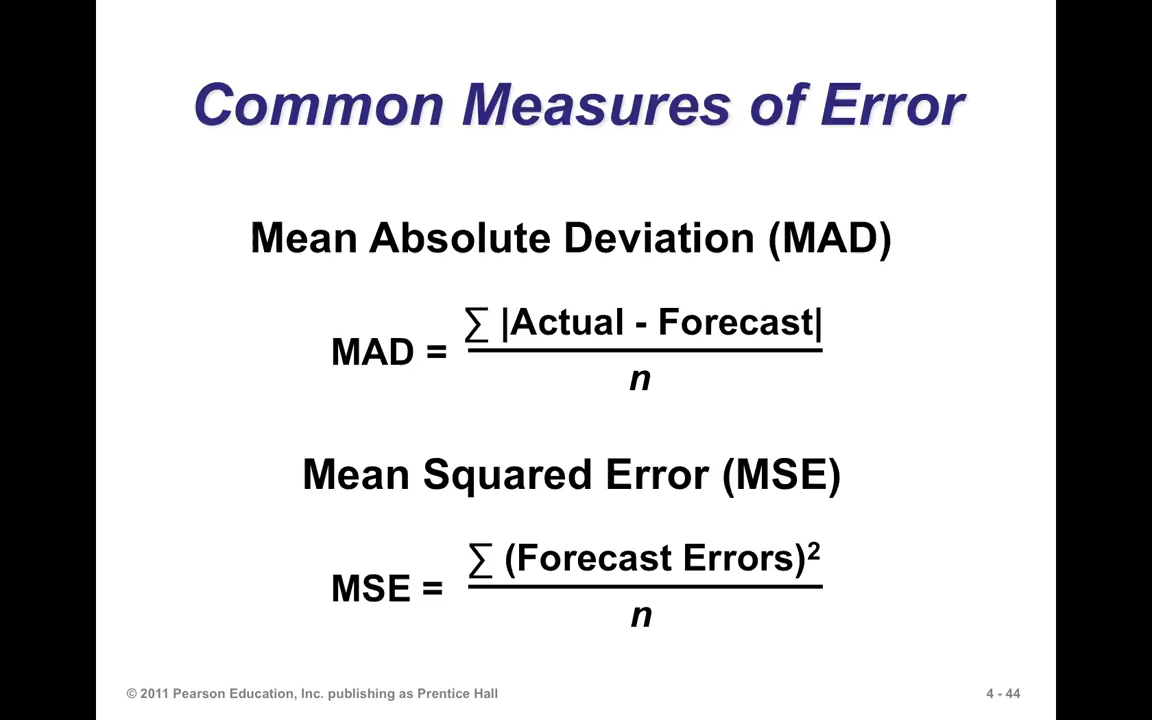 Common Measures of Error
Mean Absolute Deviation (MAD)
∑ |Actual - Forecast|
MAD =
n
Mean Squared Error (MSE)
∑ (Forecast Errors)²
MSE =
n
© 2011 Pearson Education, Inc. publishing as Prentice Hall
4 - 44